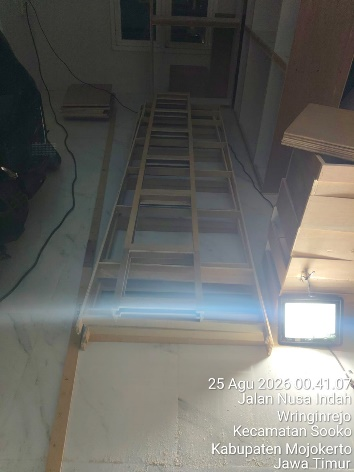 25 Agu 2026 00.41.07
Jalan Nusa Indah
Wringinrejo
Kecamatan Sooko
Kabupaten Mojokerto
Jawa Timur